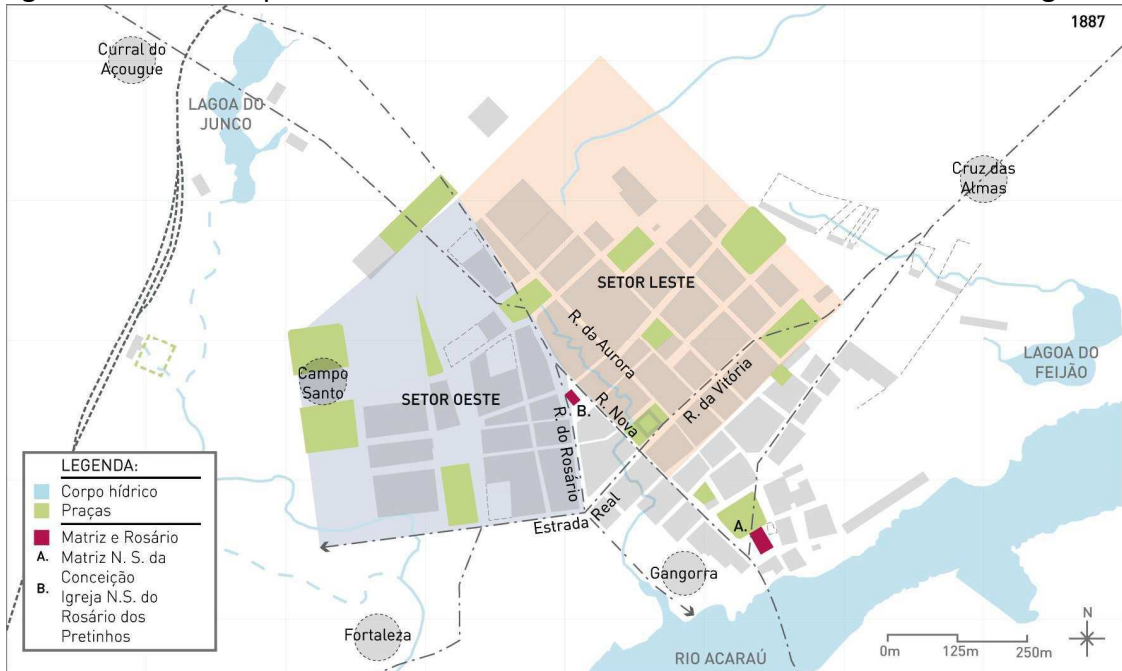 1887
Curral do
Açougue
LAGOA DO
JUNCO
Cruz das
Almas
SETOR LESTE
R. da Aurora
LAGOA DO
FEIJÃO
Campo
Santo
SETOR OESTE
R. da Vitória
B.
R. Nova
R. do Rosário
Estrada Real
A.
Gangorra
Fortaleza
RIO ACARAÚ
LEGENDA:
Corpo hídrico
Praças
Matriz e Rosário
A. Matriz N. S. da
Conceição
B. Igreja N.S. do
Rosário dos
Pretinhos
0m 125m 250m
N